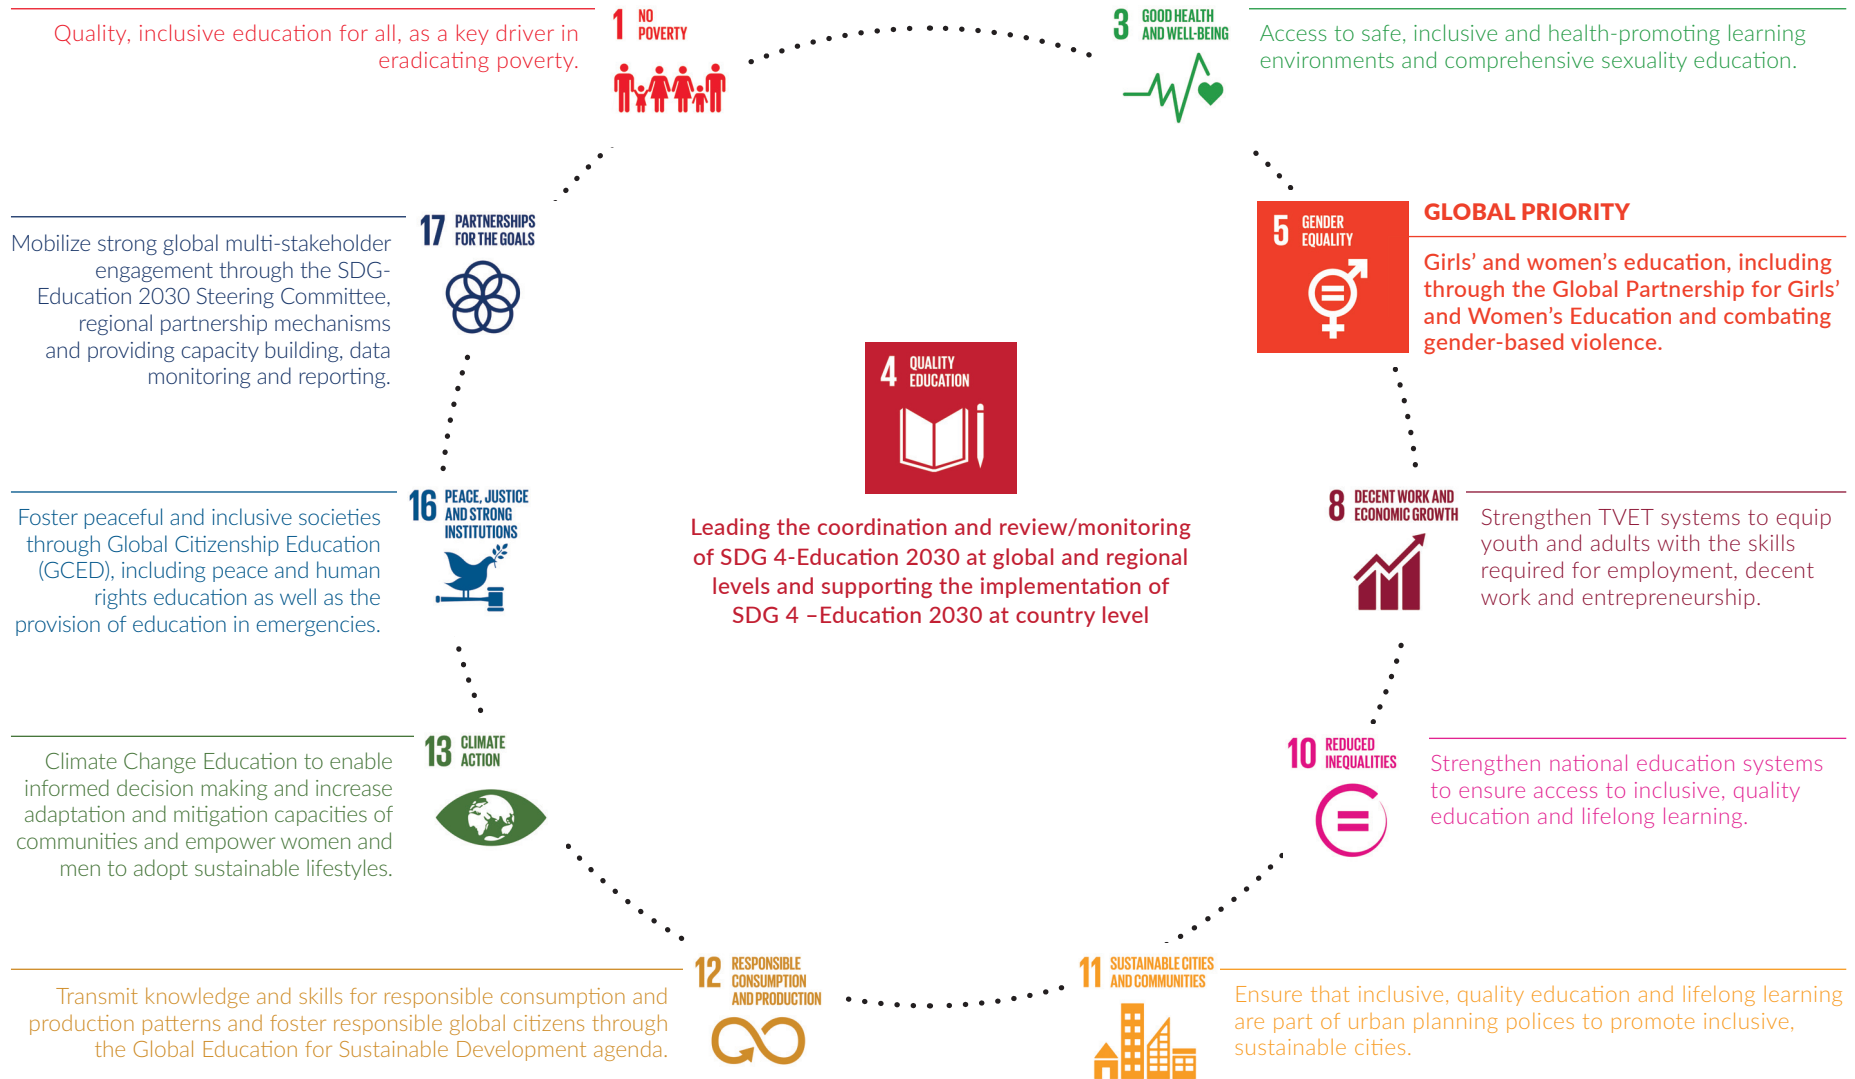 1 NO
POVERTY
Quality, inclusive education for all, as a key driver in
eradicating poverty.
3 GOOD HEALTH
AND WELL-BEING
Access to safe, inclusive and health-promoting learning
environments and comprehensive sexuality education.
17 PARTNERSHIPS
FOR THE GOALS
Mobilize strong global multi-stakeholder
engagement through the SDG-
Education 2030 Steering Committee,
regional partnership mechanisms
and providing capacity building, data
monitoring and reporting.
5 GENDER
EQUALITY
GLOBAL PRIORITY
Girls’ and women’s education, including
through the Global Partnership for Girls’
and Women’s Education and combating
gender-based violence.
4 QUALITY
EDUCATION
Leading the coordination and review/monitoring
of SDG 4-Education 2030 at global and regional
levels and supporting the implementation of
SDG 4 –Education 2030 at country level
16 PEACE, JUSTICE
AND STRONG
INSTITUTIONS
Foster peaceful and inclusive societies
through Global Citizenship Education
(GCED), including peace and human
rights education as well as the
provision of education in emergencies.
8 DECENT WORK AND
ECONOMIC GROWTH
Strengthen TVET systems to equip
youth and adults with the skills
required for employment, decent
work and entrepreneurship.
13 CLIMATE
ACTION
Climate Change Education to enable
informed decision making and increase
adaptation and mitigation capacities of
communities and empower women and
men to adopt sustainable lifestyles.
10 REDUCED
INEQUALITIES
Strengthen national education systems
to ensure access to inclusive, quality
education and lifelong learning.
12 RESPONSIBLE
CONSUMPTION
AND PRODUCTION
Transmit knowledge and skills for responsible consumption and
production patterns and foster responsible global citizens through
the Global Education for Sustainable Development agenda.
11 SUSTAINABLE CITIES
AND COMMUNITIES
Ensure that inclusive, quality education and lifelong learning
are part of urban planning polices to promote inclusive,
sustainable cities.